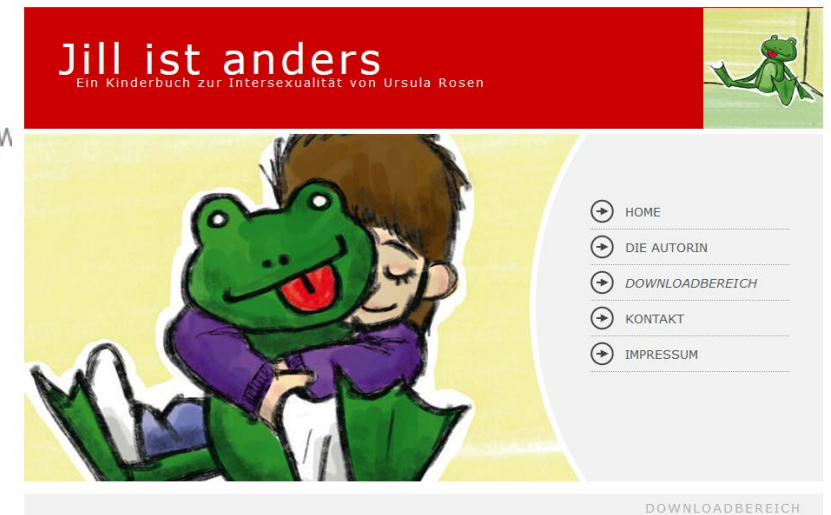 Jill ist anders
Ein Kinderbuch zur Intersexualität von Ursula Rosen
HOME
DIE AUTORIN
DOWNLOADBEREICH
KONTAKT
IMPRESSUM
DOWNLOADBEREICH